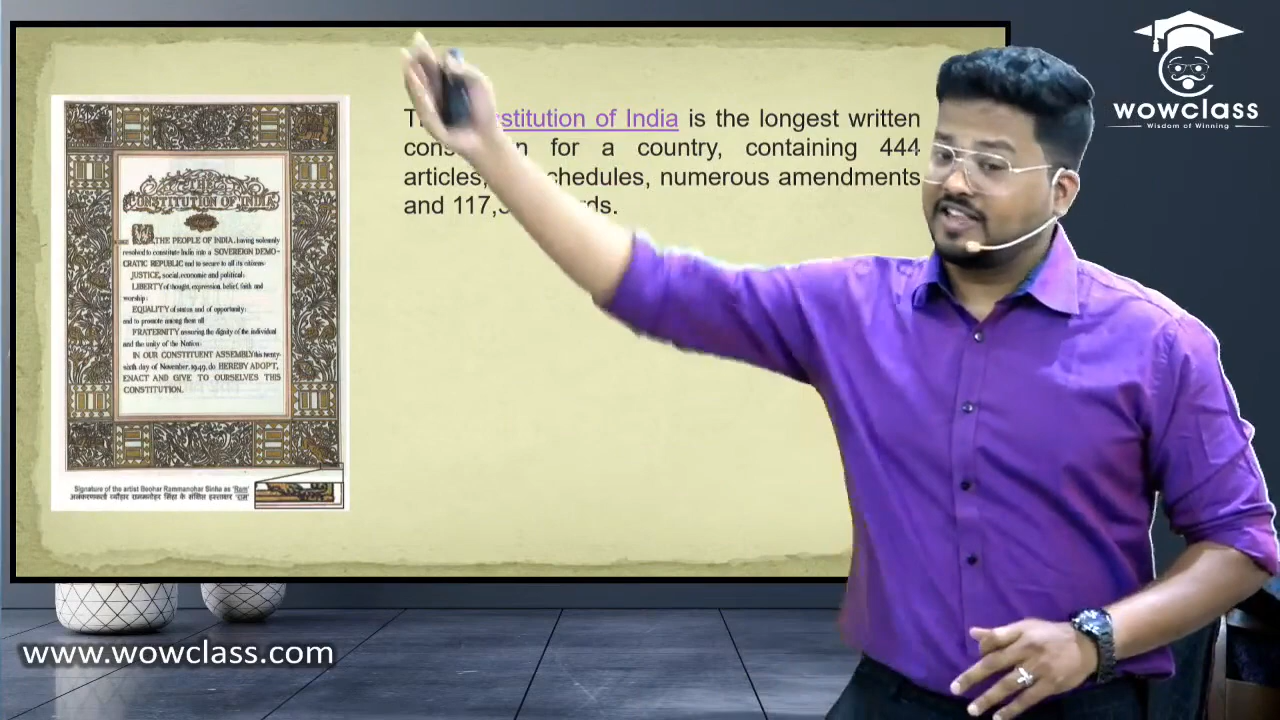 wowclass
Wisdom of Winning
of India is the longest written
for a country, containing 444
articles, numerous amendments
and
THE
CONSTITUTION OF INDIA
WE, THE PEOPLE OF INDIA, having solemnly
resolved to constitute India into a SOVEREIGN DEMO-
CRATIC REPUBLIC and to secure to all its citizens:
JUSTICE, social, economic and political;
LIBERTY of thought, expression, belief, faith and
worship;
EQUALITY of status and of opportunity;
and to promote among them all
FRATERNITY assuring the dignity of the individual
and the unity of the Nation;
IN OUR CONSTITUENT ASSEMBLY this twenty-
sixth day of November, 1949, do HEREBY ADOPT,
ENACT AND GIVE TO OURSELVES THIS
CONSTITUTION.
Signature of the artist Beohar Rammanohar Sinha as 'Ram'
www.wowclass.com